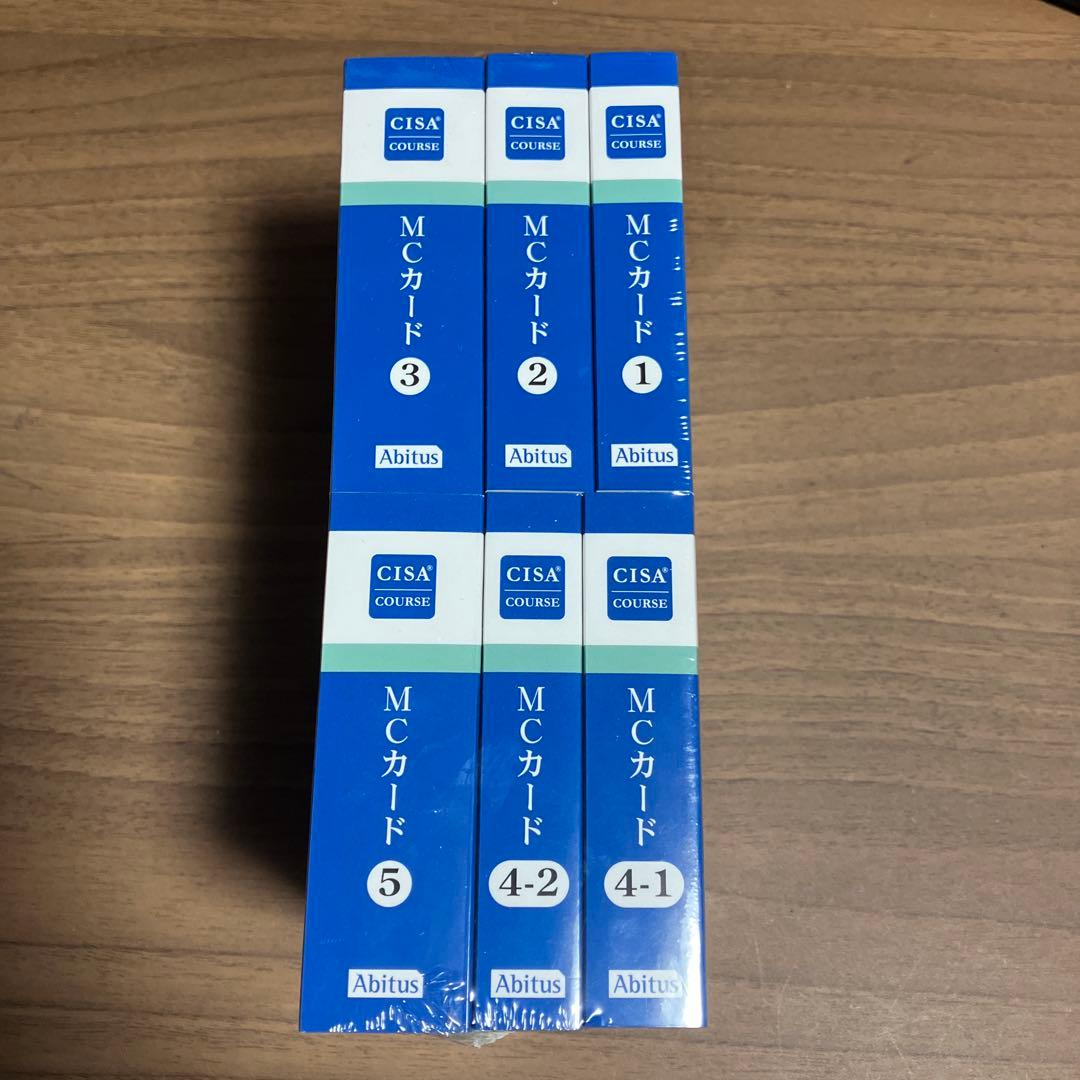 CISA®
COURSE
MCカード
3
Abitus
CISA®
COURSE
MCカード
2
Abitus
CISA®
COURSE
MCカード
1
Abitus
CISA®
COURSE
MCカード
5
Abitus
CISA®
COURSE
MCカード
4-2
Abitus
CISA®
COURSE
MCカード
4-1
Abitus